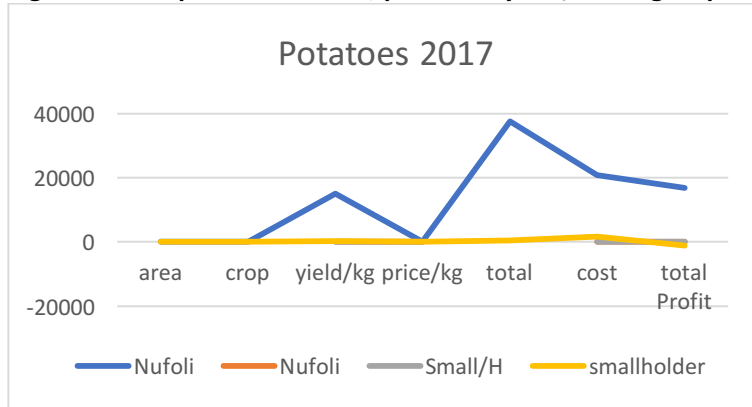 Potatoes 2017
40000
20000
0
-20000
area crop yield/kg price/kg total cost total Profit
Nufoli Nufoli Small/H smallholder